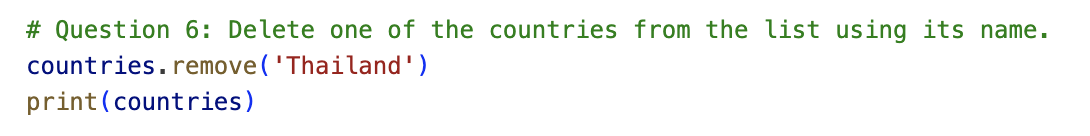 # Question 6: Delete one of the countries from the list using its name.
countries.remove('Thailand')
print(countries)